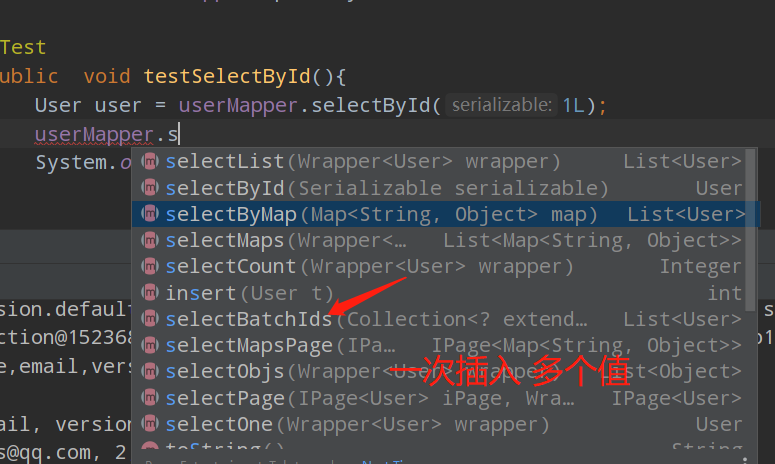 Test
ublic void testSelectById(){
User user = userMapper.selectById( serializable: 1L);
userMapper.s
System.o
selectList(Wrapper<User> wrapper) List<User>
selectById(Serializable serializable) User
selectByMap(Map<String, Object> map) List<User>
selectMaps(Wrapper<… List<Map<String, Object>>
selectCount(Wrapper<User> wrapper) Integer
insert(User t) int
sion.default
selectBatchIds(Collection<? extend… List<User>
ction@152368
selectMapsPage(IPa… IPage<Map<String, Object>>
e,email,vers
selectObjs(Wrapper<User> wrapper) List<Object>
一次插入 多个值
selectPage(IPage<User> iPage, Wra… IPage<User>
ail, version
selectOne(Wrapper<User> wrapper) User
s@qq.com, 2
toString() String